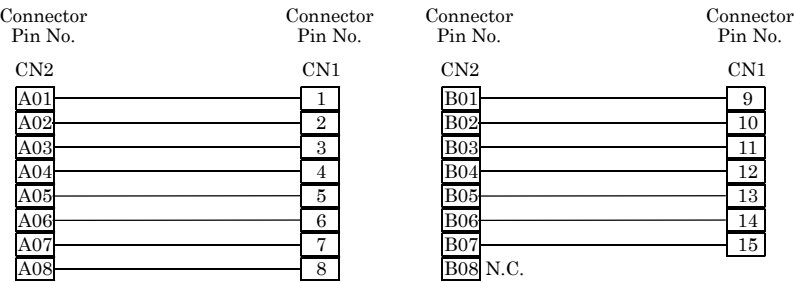 Connector Connector Connector Connector
Pin No. Pin No. Pin No. Pin No.
CN2 CN1 CN2 CN1
A01 1 B01 9
A02 2 B02 10
A03 3 B03 11
A04 4 B04 12
A05 5 B05 13
A06 6 B06 14
A07 7 B07 15
A08 8 B08 N.C.